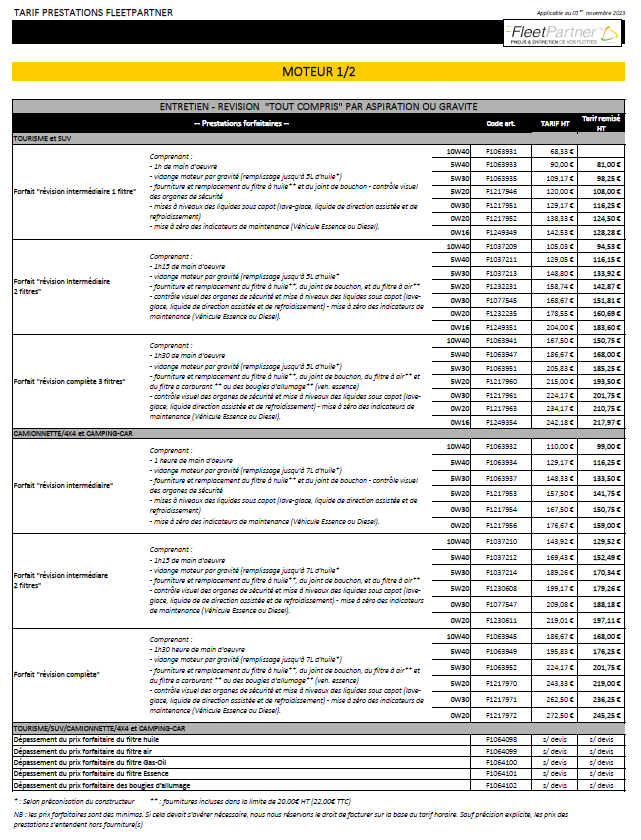 TARIF PRESTATIONS FLEETPARTNER
Applicable au 01er novembre 2023
FleetPartner
PNEUS & ENTRETIEN DE VOS FLOTTES
MOTEUR 1/2
ENTRETIEN - REVISION "TOUT COMPRIS" PAR ASPIRATION OU GRAVITE
-- Prestations forfaitaires -- Code art. TARIF HT Tarif remisé HT
TOURISME et SUV
Forfait "révision intermédiaire 1 filtre"
Comprenant :
- 1h de main d'oeuvre
- vidange moteur par gravité (remplissage jusqu'à 5L d'huile*)
- fourniture et remplacement du filtre à huile** et du joint de bouchon - contrôle visuel
des organes de sécurité
- mises à niveaux des liquides sous capot (lave-glace, liquide direction assistée et de
refroidissement)
- mise à zéro des indicateurs de maintenance (Véhicule Essence ou Diesel).
10W40 F1063931 68,33 €
5W40 F1063933 90,00 € 81,00 €
5W30 F1063935 109,17 € 98,25 €
5W20 F1217946 120,00 € 108,00 €
0W30 F1217951 129,17 € 116,25 €
0W20 F1217952 138,33 € 124,50 €
0W16 F1249349 142,53 € 128,28 €
Forfait "révision Intermédiaire
2 filtres"
Comprenant :
- 1h15 de main d'oeuvre
- vidange moteur par gravité (remplissage jusqu'à 5L d'huile*
- fourniture et remplacement du filtre à huile**, du joint de bouchon, et du filtre à air**
- contrôle visuel des organes de sécurité et mise à niveaux des liquides sous capot (lave-
glace, liquide de direction assistée et de refroidissement) - mise à zéro des indicateurs de
maintenance (Véhicule Essence ou Diesel).
10W40 F1037209 105,03 € 94,53 €
5W40 F1037211 129,05 € 116,15 €
5W30 F1037213 148,80 € 133,92 €
5W20 F1232231 158,74 € 142,87 €
0W30 F1077545 168,67 € 151,81 €
0W20 F1232235 178,55 € 160,69 €
0W16 F1249351 204,00 € 183,60 €
Forfait "révision complète 3 filtres"
Comprenant :
- 1h30 de main d'oeuvre
- vidange moteur par gravité (remplissage jusqu'à 5L d'huile*)
- fourniture et remplacement du filtre à huile**, du joint de bouchon, du filtre à air** et
du filtre a carburant ** ou des bougies d'allumage** (veh. essence)
- contrôle visuel des organes de sécurité et mise à niveaux des liquides sous capot (lave-
glace, liquide de direction assistée et de refroidissement) - mise à zéro des indicateurs de
maintenance (Véhicule Essence ou Diesel).
10W40 F1063941 167,50 € 150,75 €
5W40 F1063947 186,67 € 168,00 €
5W30 F1063951 205,83 € 185,25 €
5W20 F1217960 215,00 € 193,50 €
0W30 F1217961 224,17 € 201,75 €
0W20 F1217963 234,17 € 210,75 €
0W16 F1249354 242,18 € 217,97 €
CAMIONNETTE/4X4 et CAMPING-CAR
Forfait "révision intermédiaire"
Comprenant :
- 1 heure de main d'oeuvre
- vidange moteur par gravité (remplissage jusqu'à 7L d'huile*)
- fourniture et remplacement du filtre à huile** et du joint de bouchon - contrôle visuel
des organes de sécurité
- mises à niveaux des liquides sous capot (lave-glace, liquide direction assistée et de
refroidissement)
- mise à zéro des indicateurs de maintenance (Véhicule Essence ou Diesel).
10W40 F1063932 110,00 € 99,00 €
5W40 F1063934 129,17 € 116,25 €
5W30 F1063937 148,33 € 133,50 €
5W20 F1217953 157,50 € 141,75 €
0W30 F1217954 167,50 € 150,75 €
0W20 F1217956 176,67 € 159,00 €
Forfait "révision intermédiare
2 filtres"
Comprenant :
- 1h15 de main d'oeuvre
- vidange moteur par gravité (remplissage jusqu'à 7L d'huile*
- fourniture et remplacement du filtre à huile**, du joint de bouchon, et du filtre à air**
- contrôle visuel des organes de sécurité et mise à niveaux des liquides sous capot (lave-
glace, liquide de de direction assistée et de refroidissement) - mise à zéro des indicateurs
de maintenance (Véhicule Essence ou Diesel).
10W40 F1037210 143,92 € 129,52 €
5W40 F1037212 169,43 € 152,49 €
5W30 F1037214 189,26 € 170,34 €
5W20 F1230608 199,17 € 179,26 €
0W30 F1077547 209,08 € 188,18 €
0W20 F1230611 219,01 € 197,11 €
Forfait "révision complète"
Comprenant :
- 1h30 heure de main d'oeuvre
- vidange moteur par gravité (remplissage jusqu'à 7L d'huile*)
- fourniture et remplacement du filtre à huile**, du joint de bouchon, du filtre à air** et
du filtre a carburant ** ou des bougies d'allumage** (veh. essence)
- contrôle visuel des organes de sécurité et mise à niveaux des liquides sous capot (lave-
glace, liquide de direction assistée et de refroidissement) - mise à zéro des indicateurs de
maintenance (Véhicule Essence ou Diesel).
10W40 F1063945 186,67 € 168,00 €
5W40 F1063949 195,83 € 176,25 €
5W30 F1063952 224,17 € 201,75 €
5W20 F1217970 243,33 € 219,00 €
0W30 F1217971 262,50 € 236,25 €
0W20 F1217972 272,50 € 245,25 €
TOURISME/SUV/CAMIONNETTE/4X4 et CAMPING-CAR
Dépassement du prix forfaitaire du filtre huile F1064098 s/ devis s/ devis
Dépassement du prix forfaitaire du filtre air F1064099 s/ devis s/ devis
Dépassement du prix forfaitaire du filtre Gas-Oil F1064100 s/ devis s/ devis
Dépassement du prix forfaitaire du filtre Essence F1064101 s/ devis s/ devis
Dépassement du prix forfaitaire des bougies d'allumage F1064102 s/ devis s/ devis
* : Selon préconisation du constructeur ** : fournitures incluses dans la limite de 20.00€ HT (22.00€ TTC)
NB : les prix forfaitaires sont des minimas. Si cela devait s'avérer nécessaire, nous nous réservons le droit de facturer sur la base du tarif horaire. Sauf précision explicite, les prix des
prestations s'entendent hors fourniture(s)